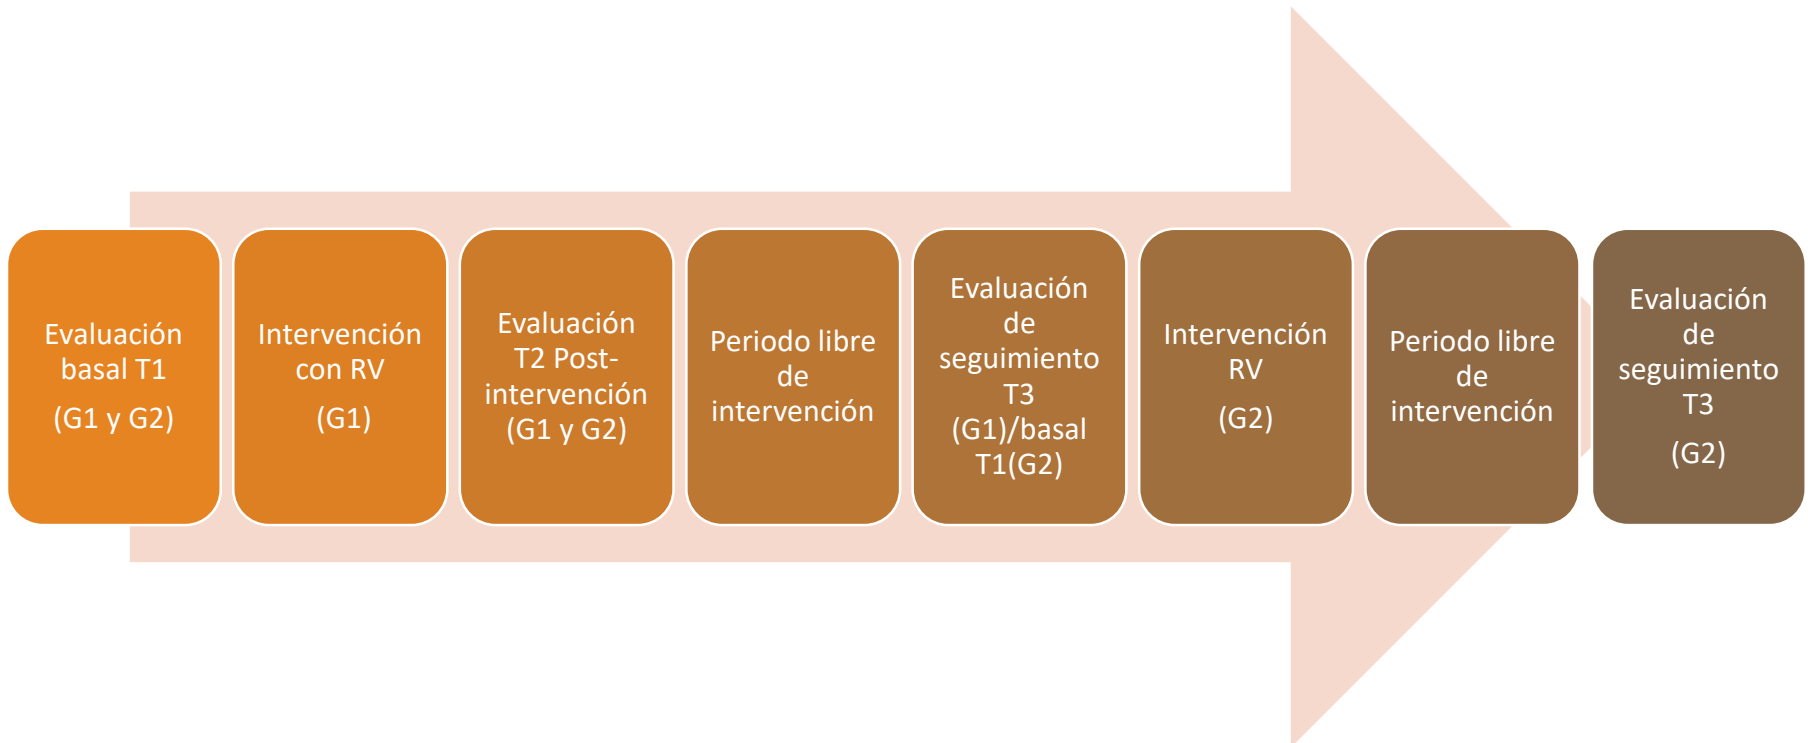 Evaluación
basal T1
(G1 y G2)
Intervención
con RV
(G1)
Evaluación
T2 Post-
intervención
(G1 y G2)
Periodo libre
de
intervención
Evaluación
de
seguimiento
T3
(G1)/basal
T1(G2)
Intervención
RV
(G2)
Periodo libre
de
intervención
Evaluación
de
seguimiento
T3
(G2)